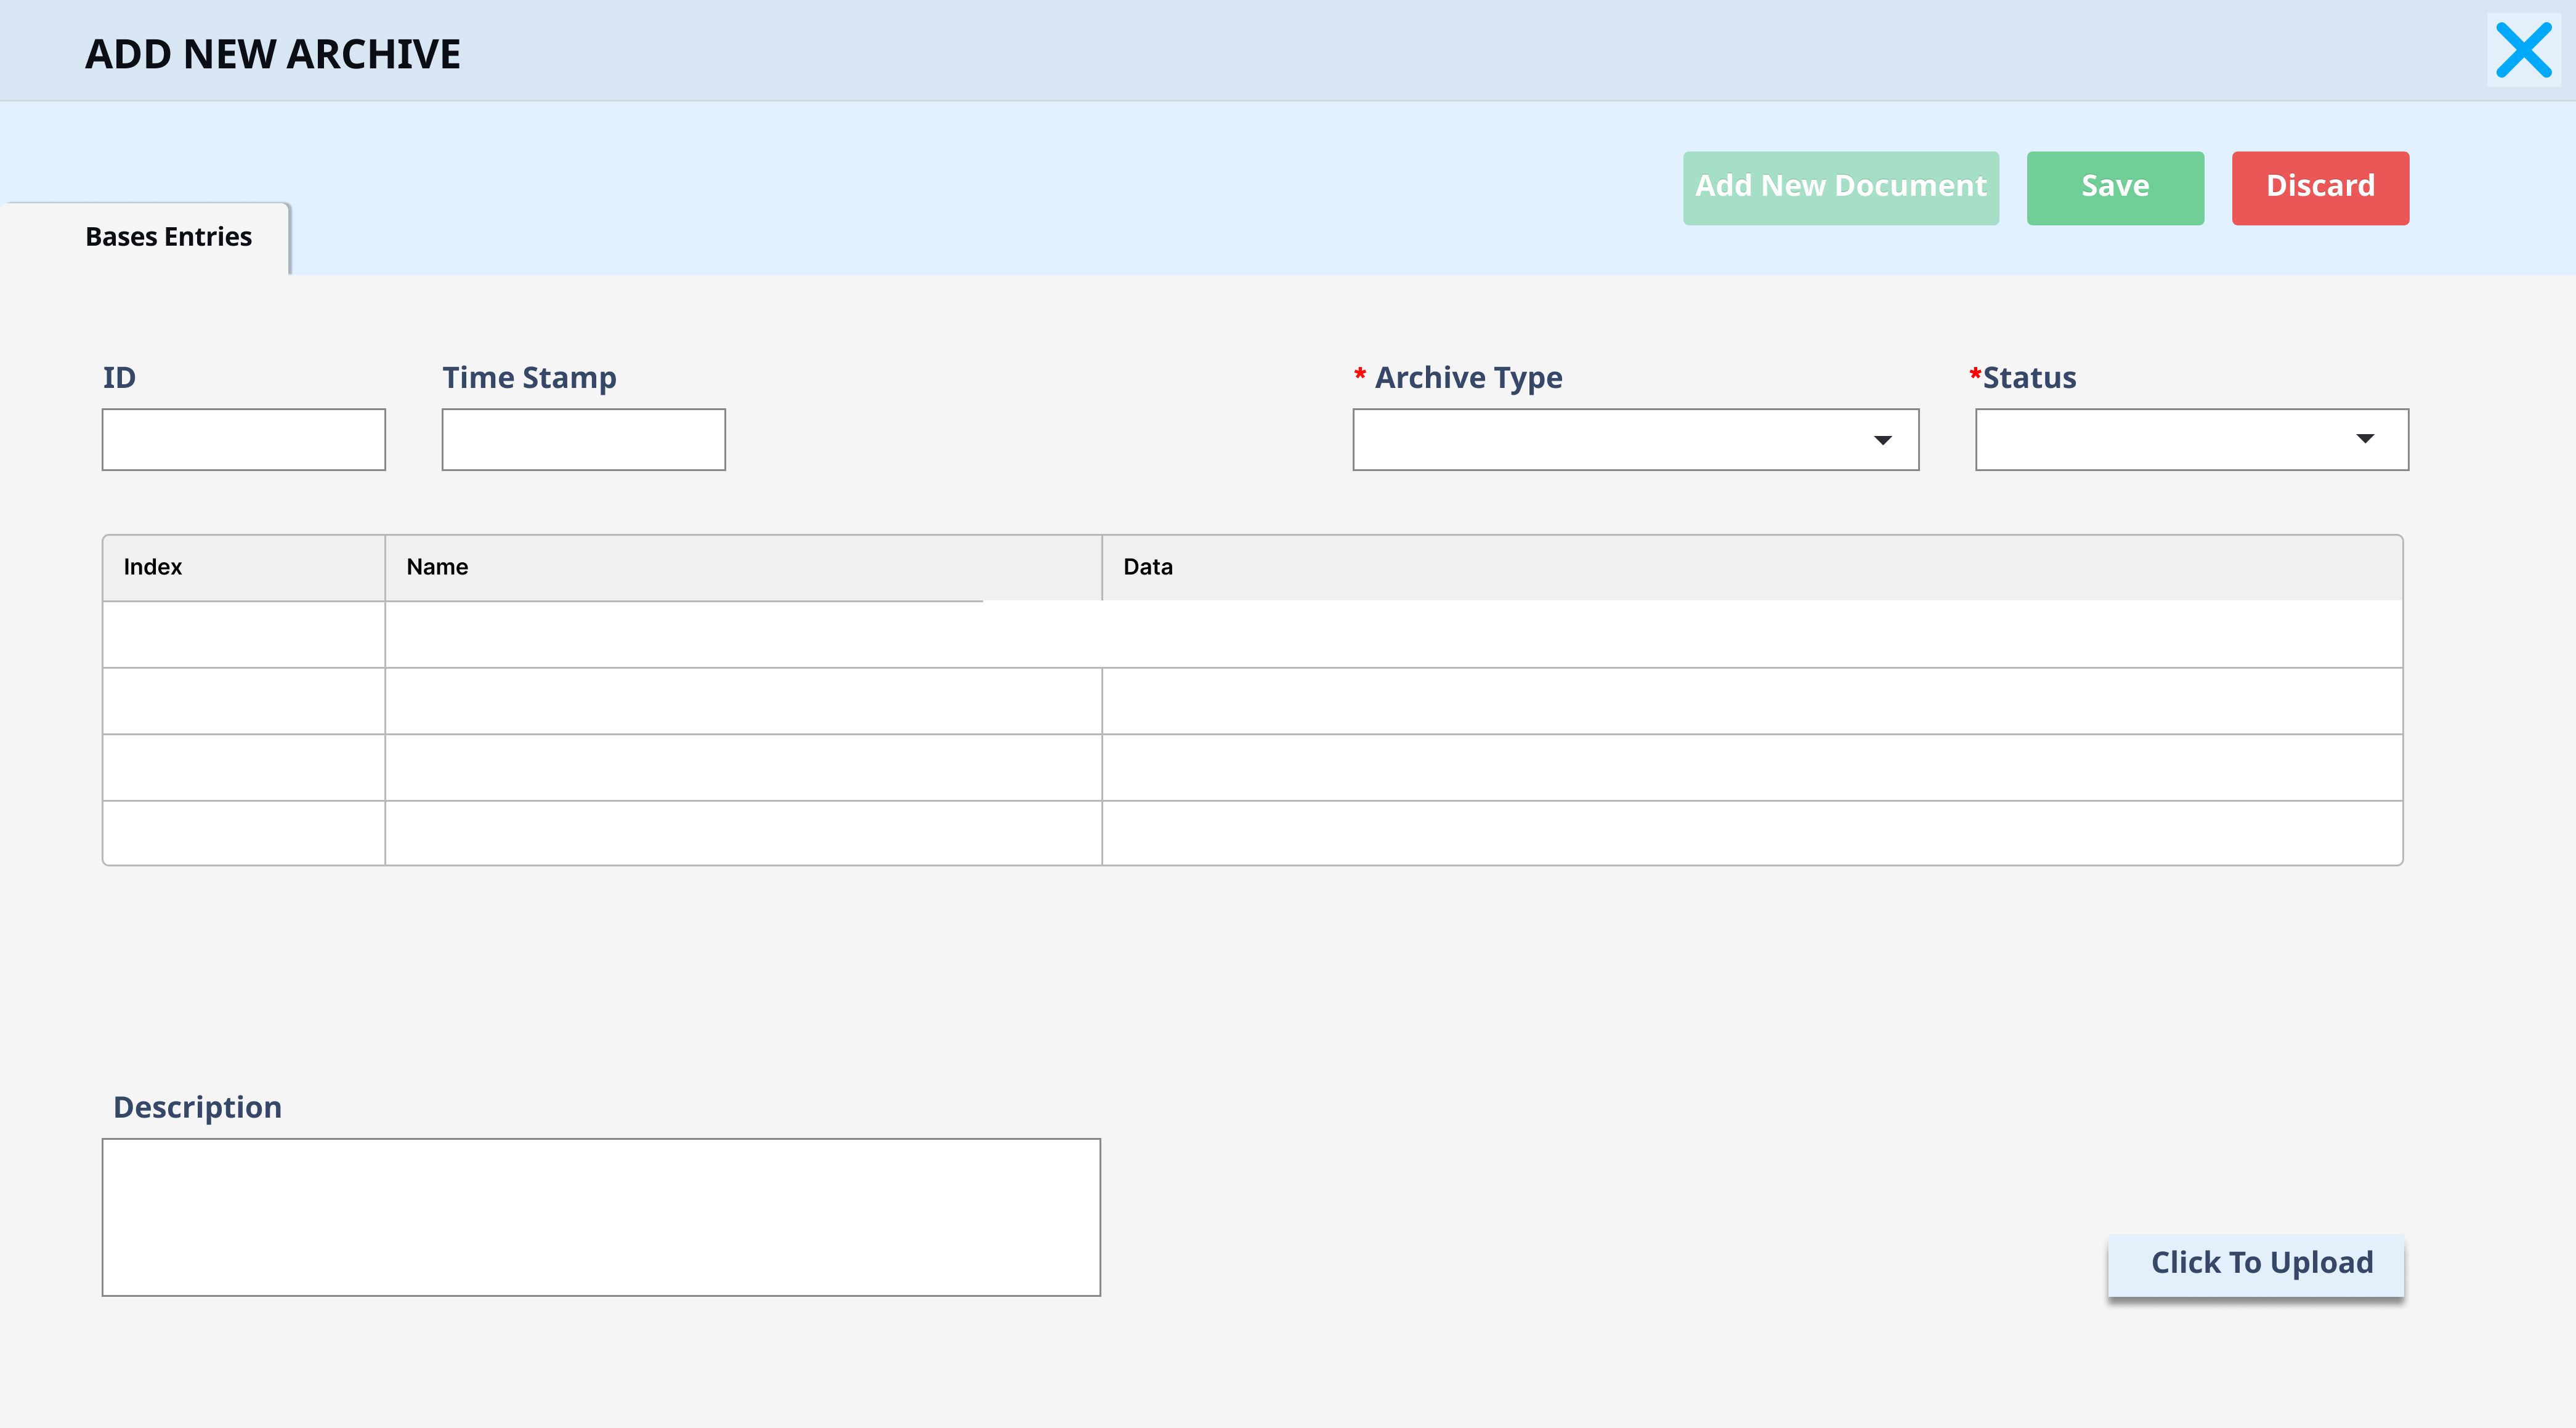 ADD NEW ARCHIVE
Add New Document
Save
Discard
Bases Entries
ID
Time Stamp
* Archive Type
*Status
Index
Name
Data
Description
Click To Upload